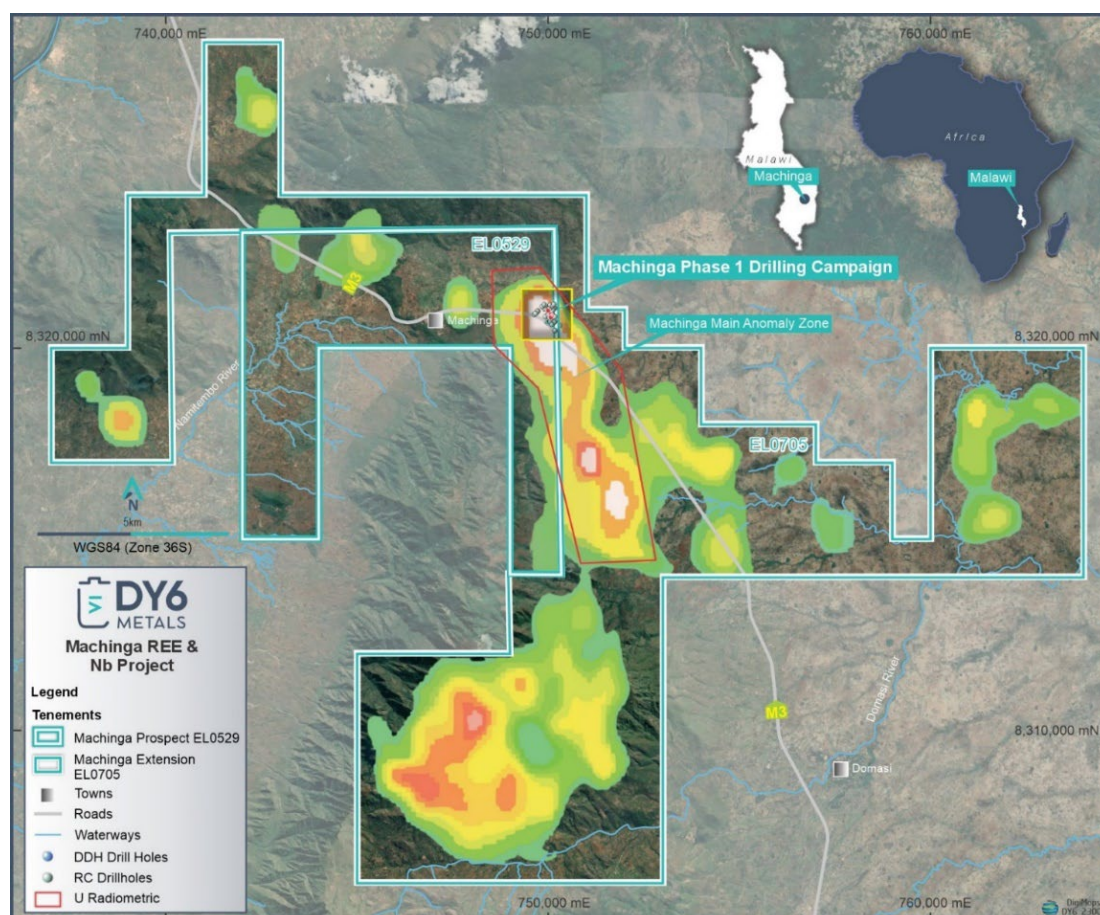 740,000 mE
750,000 mE
760,000 mE
Africa
Malawi
Machinga
Malawi
EL0529
M3
Machinga Phase 1 Drilling Campaign
Machinga
Machinga Main Anomaly Zone
8,320,000 mN
8,320,000 mN
Namitembo River
EL0705
N
5km
WGS84 (Zone 36S)
DY6
METALS
Machinga REE &
Nb Project
Legend
Tenements
Machinga Prospect EL0529
Machinga Extension
EL0705
Towns
Roads
Waterways
DDH Drill Holes
RC Drillholes
U Radiometric
M3
Domasi River
8,310,000 mN
Domasi
750,000 mE
760,000 mE